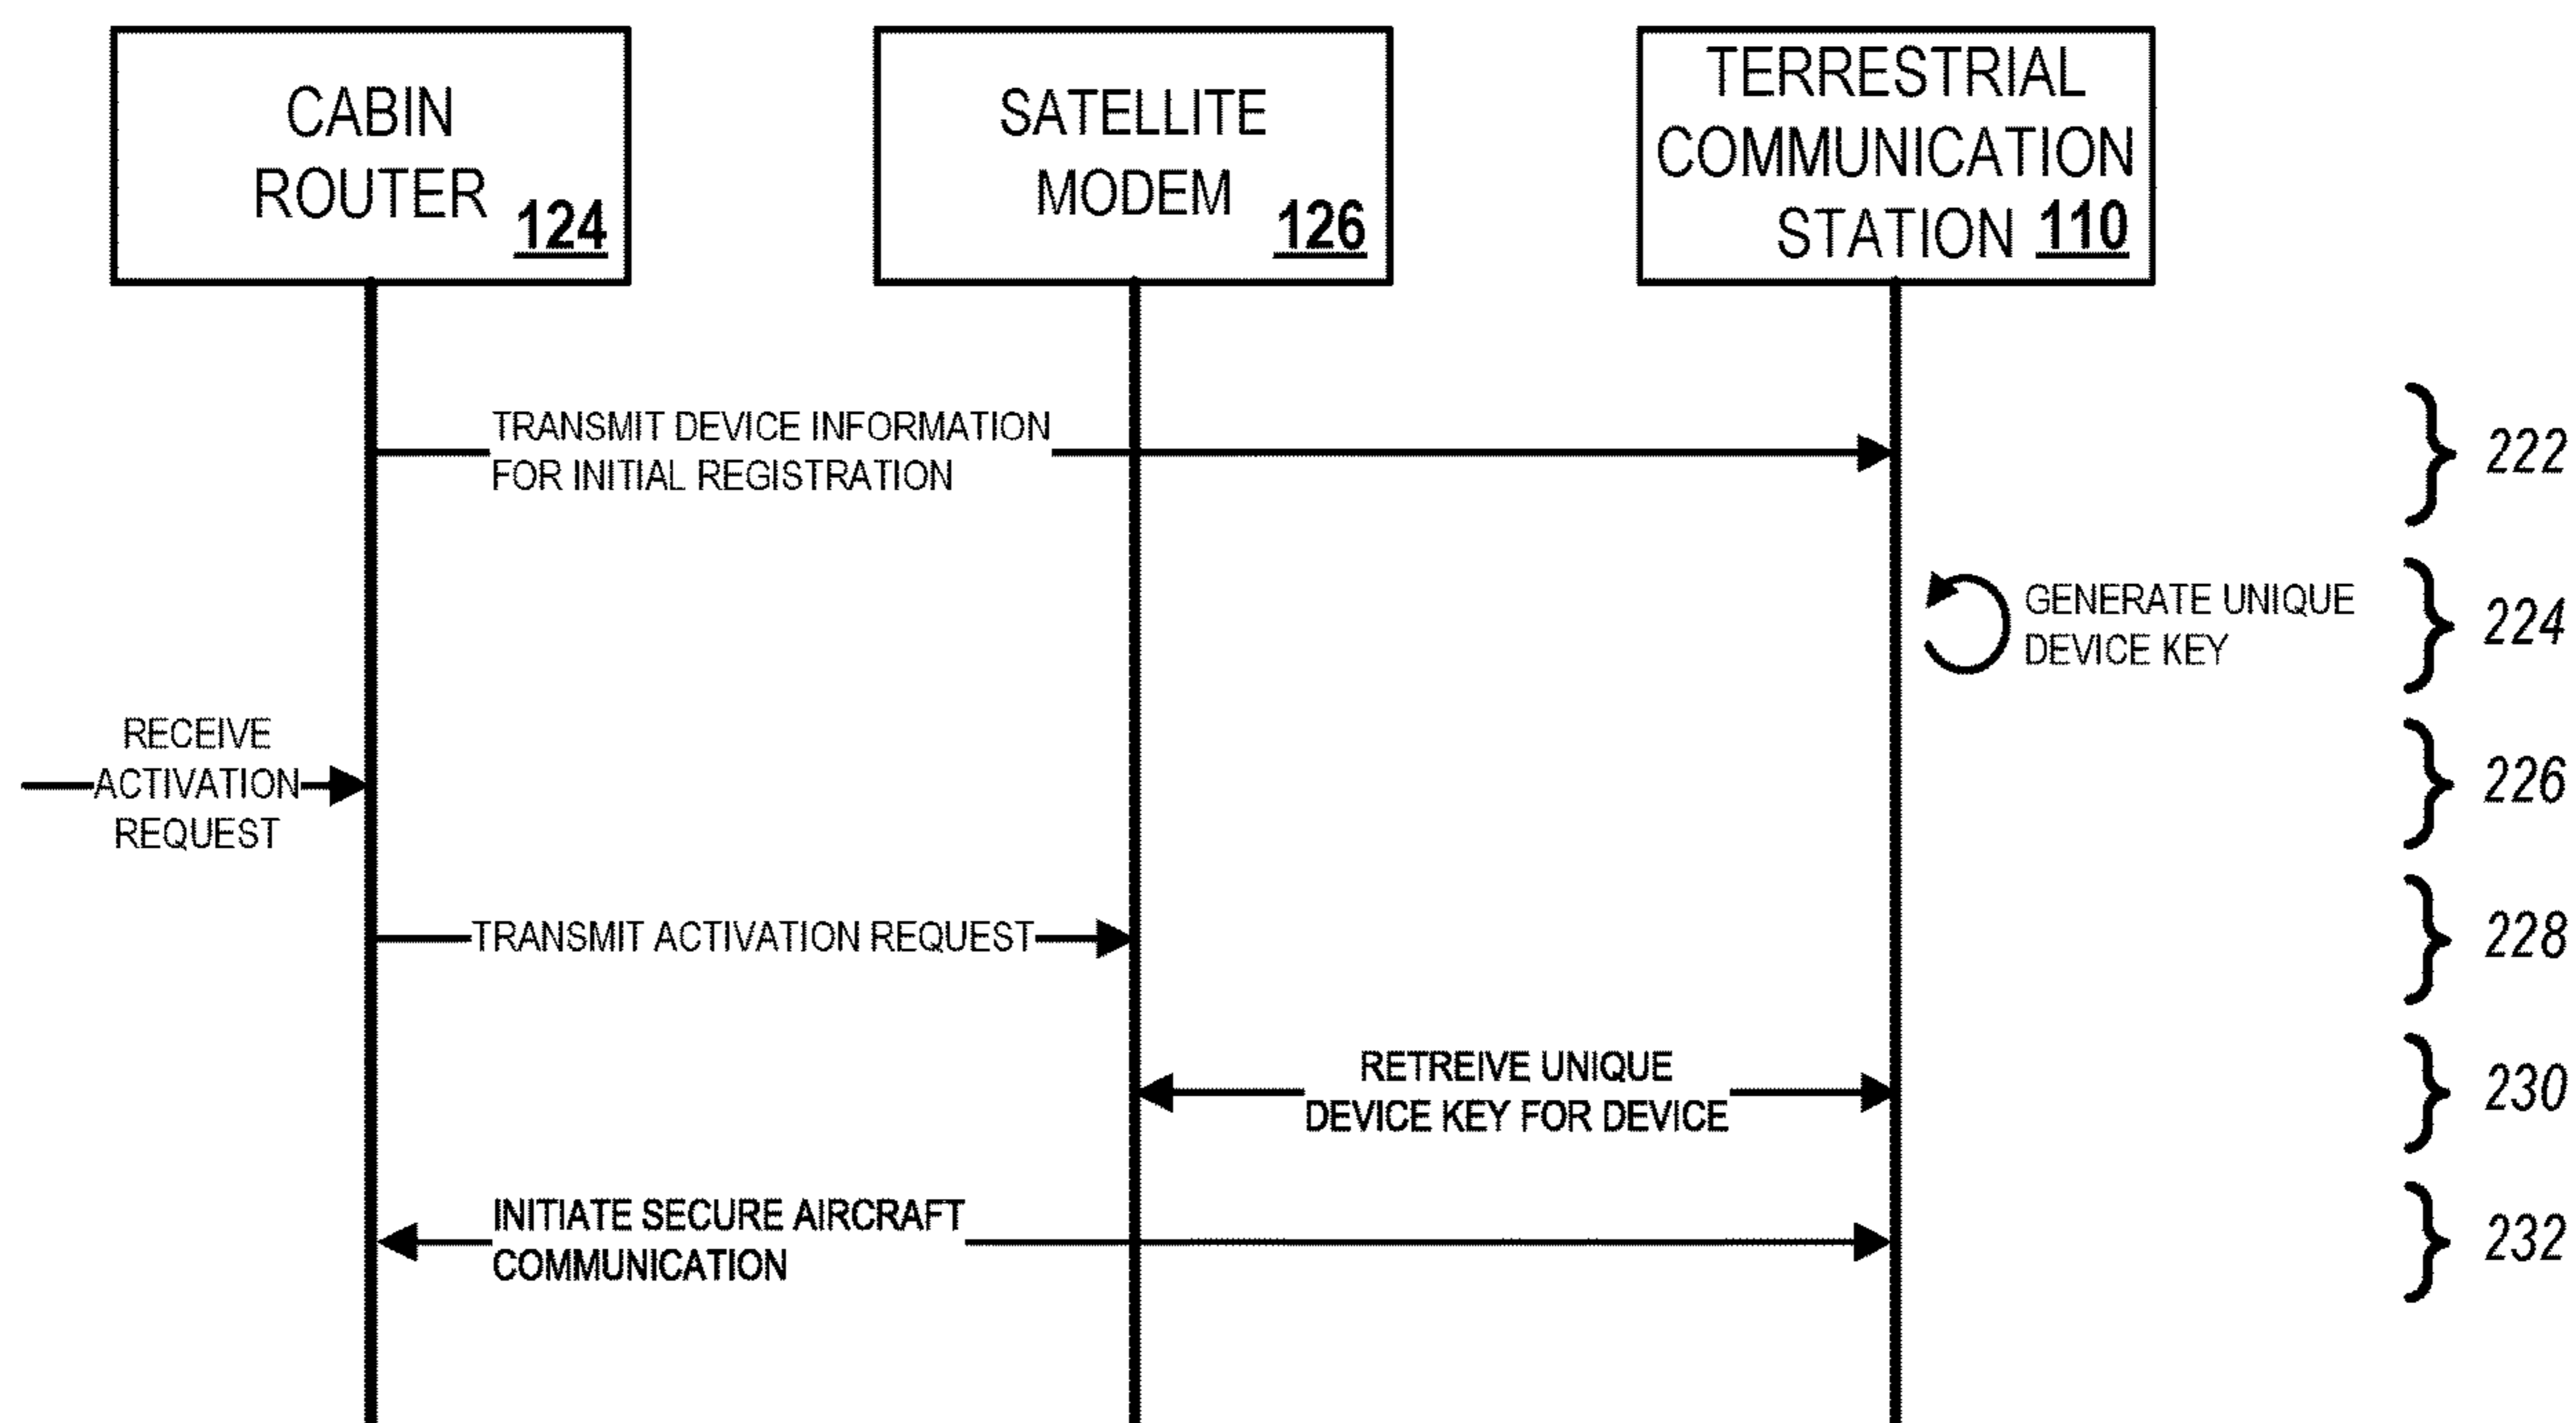 CABIN
ROUTER 124
SATELLITE
MODEM 126
TERRESTRIAL
COMMUNICATION
STATION 110
TRANSMIT DEVICE INFORMATION
FOR INITIAL REGISTRATION
222
GENERATE UNIQUE
DEVICE KEY
224
RECEIVE
ACTIVATION
REQUEST
226
TRANSMIT ACTIVATION REQUEST
228
RETREIVE UNIQUE
DEVICE KEY FOR DEVICE
230
INITIATE SECURE AIRCRAFT
COMMUNICATION
232